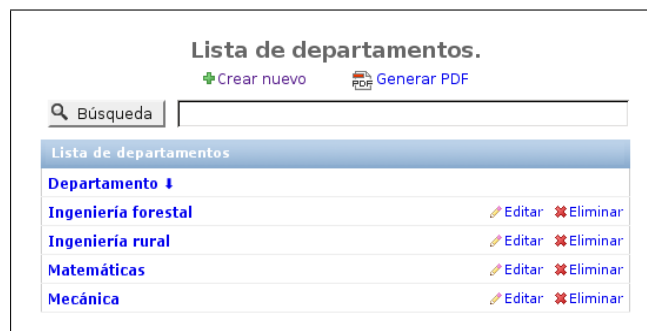 Lista de departamentos.
Crear nuevo PDF Generar PDF
Búsqueda
Lista de departamentos
Departamento ⬇
Ingeniería forestal Editar Eliminar
Ingeniería rural Editar Eliminar
Matemáticas Editar Eliminar
Mecánica Editar Eliminar